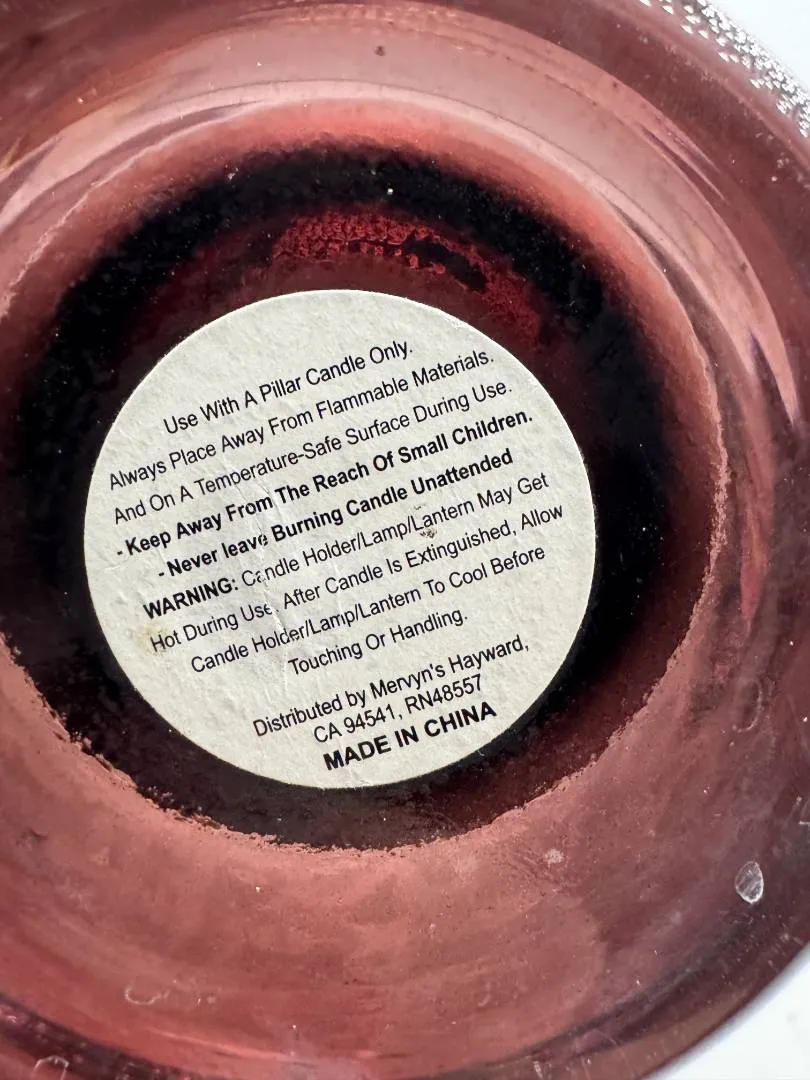 Use With A Pillar Candle Only.
Always Place Away From Flammable Materials.
And On A Temperature-Safe Surface During Use.
- Keep Away From The Reach Of Small Children.
- Never leave Burning Candle Unattended
WARNING: Candle Holder/Lamp/Lantern May Get
Hot During Use. After Candle Is Extinguished, Allow
Candle Holder/Lamp/Lantern To Cool Before
Touching Or Handling.
Distributed by Mervyn's Hayward,
CA 94541, RN48557
MADE IN CHINA